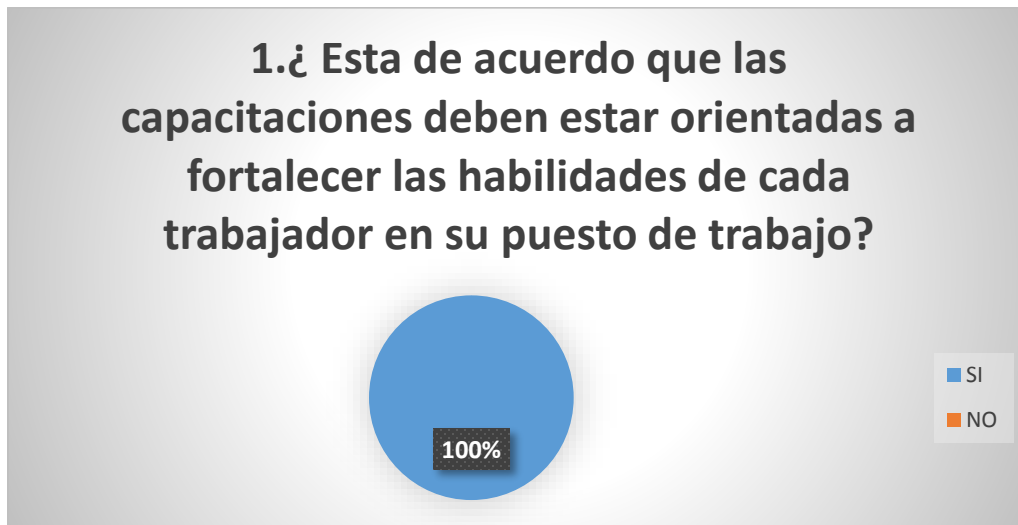 1.¿ Esta de acuerdo que las
capacitaciones deben estar orientadas a
fortalecer las habilidades de cada
trabajador en su puesto de trabajo?
100%
SI
NO